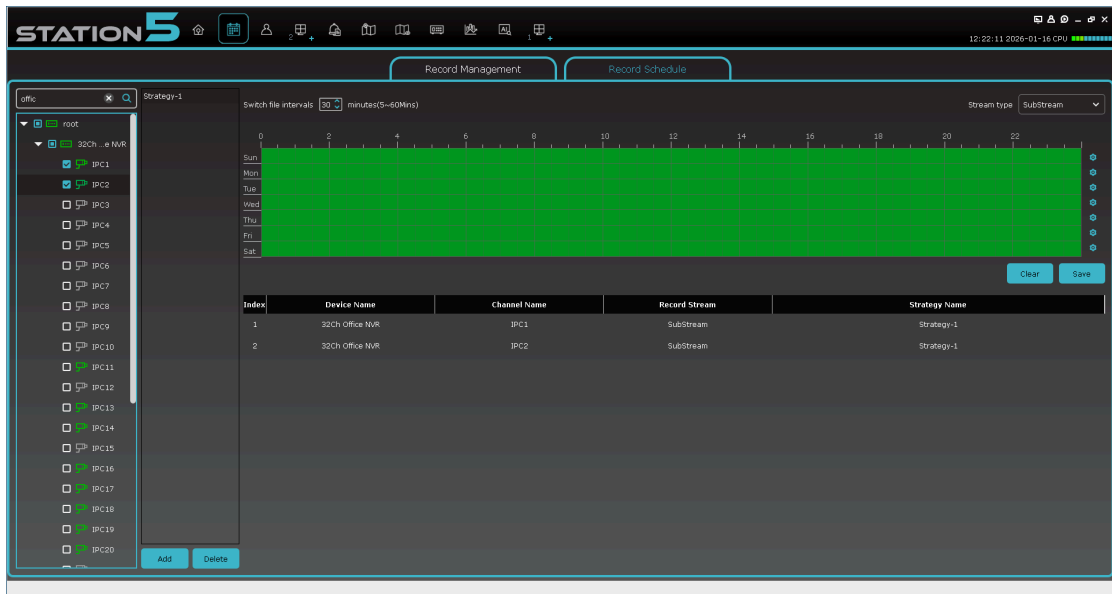 STATION5
2
1
12:22:11 2026-01-16 CPU
Record Management
Record Schedule
offic
root
32Ch ...e NVR
IPC1
IPC2
IPC3
IPC4
IPC5
IPC6
IPC7
IPC8
IPC9
IPC10
IPC11
IPC12
IPC13
IPC14
IPC15
IPC16
IPC17
IPC18
IPC19
IPC20
Strategy-1
Add Delete
Switch file intervals 30 minutes(5~60Mins)
Stream type SubStream
0 2 4 6 8 10 12 14 16 18 20 22
Sun
Mon
Tue
Wed
Thu
Fri
Sat
Clear Save
Index Device Name Channel Name Record Stream Strategy Name
1 32Ch Office NVR IPC1 SubStream Strategy-1
2 32Ch Office NVR IPC2 SubStream Strategy-1